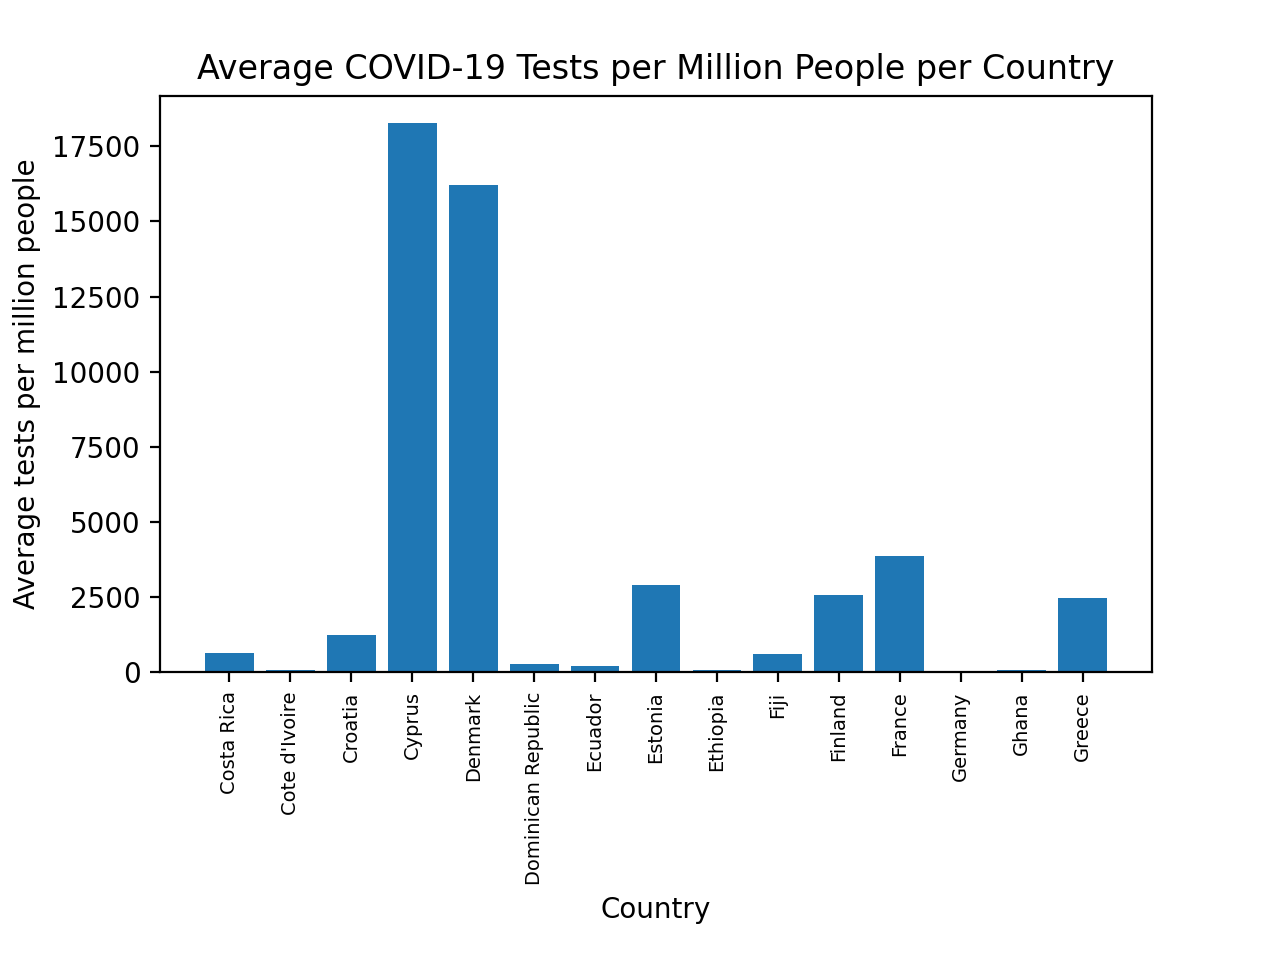 Average COVID-19 Tests per Million People per Country
Average tests per million people
17500
15000
12500
10000
7500
5000
2500
0
Costa Rica
Cote d'Ivoire
Croatia
Cyprus
Denmark
Dominican Republic
Ecuador
Estonia
Ethiopia
Fiji
Finland
France
Germany
Ghana
Greece
Country